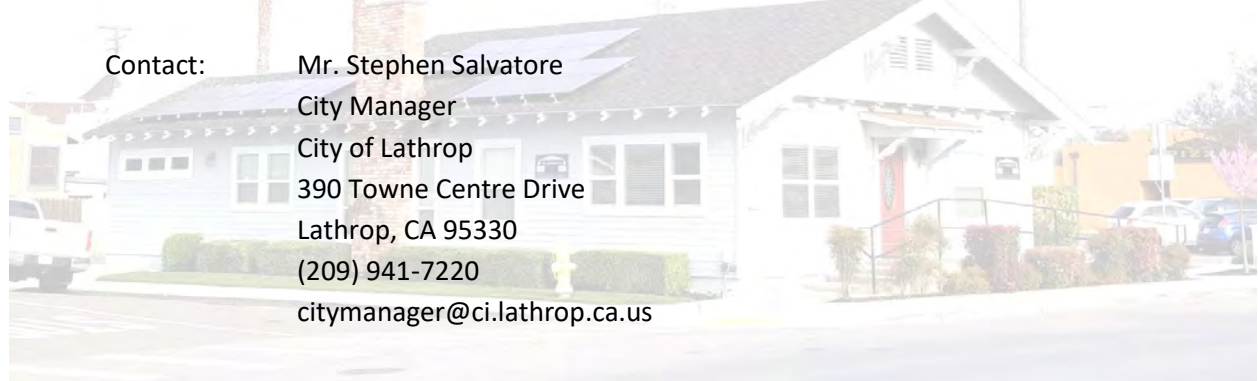 Contact: Mr. Stephen Salvatore
City Manager
City of Lathrop
390 Towne Centre Drive
Lathrop, CA 95330
(209) 941-7220
citymanager@ci.lathrop.ca.us